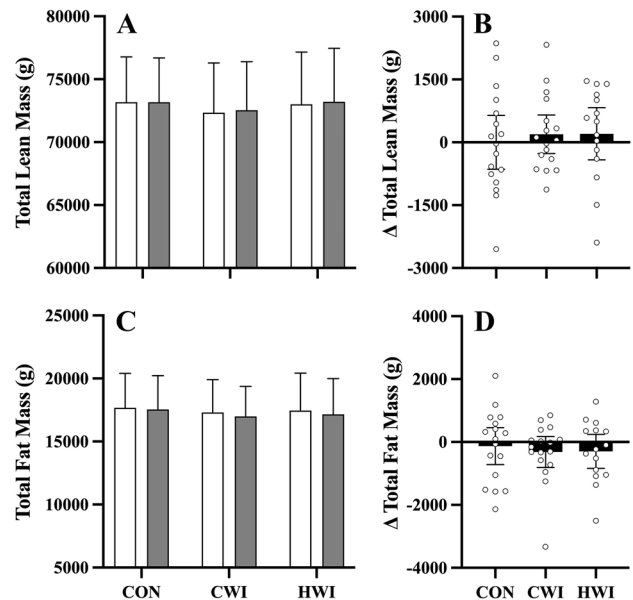 A
Total Lean Mass (g)
80000
75000
70000
65000
60000
B
Δ Total Lean Mass (g)
3000
1500
0
-1500
-3000
C
Total Fat Mass (g)
25000
20000
15000
10000
5000
CON CWI HWI
D
Δ Total Fat Mass (g)
4000
2000
0
-2000
-4000
CON CWI HWI